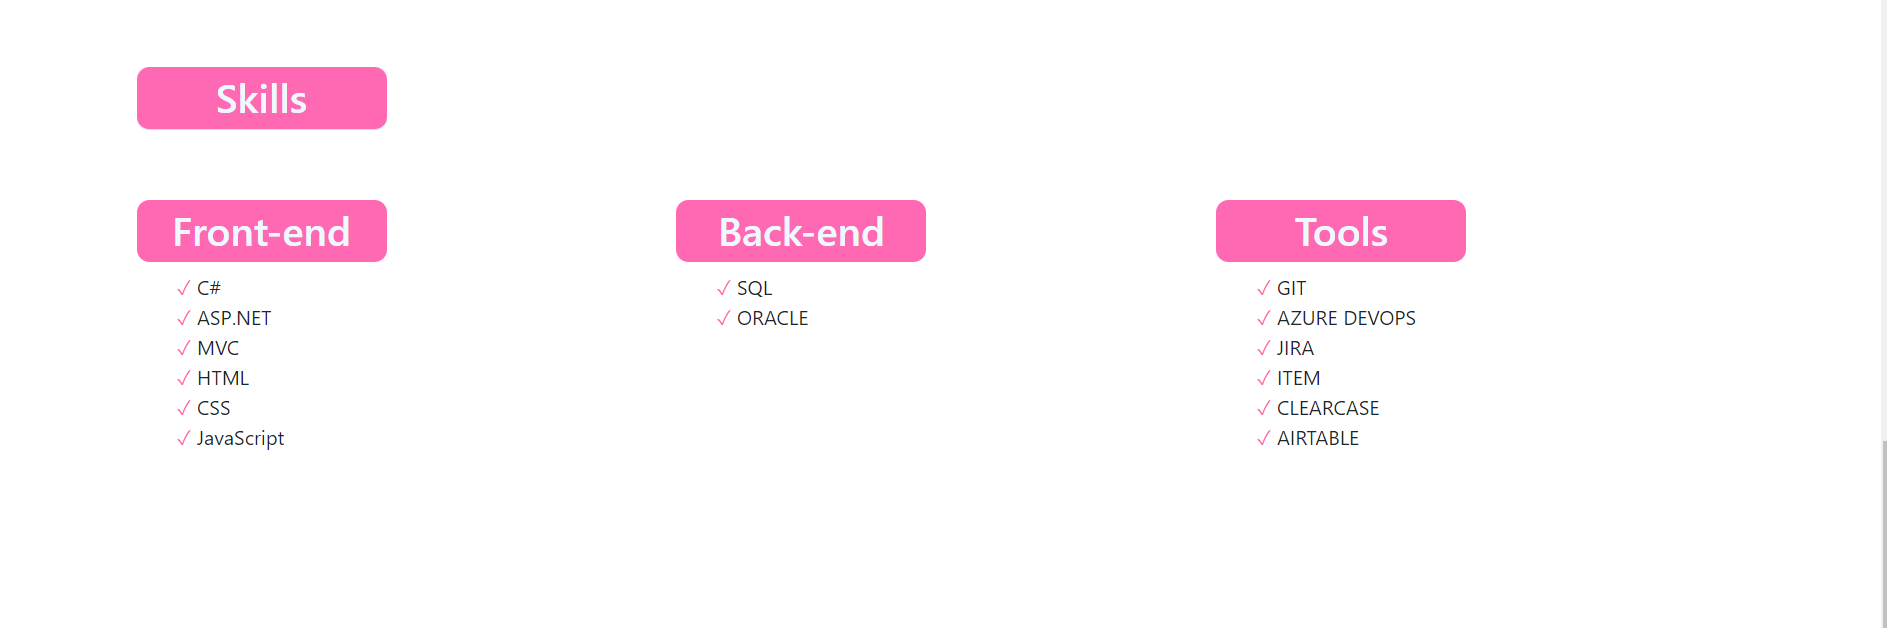 Skills
Front-end
✓ C#
✓ ASP.NET
✓ MVC
✓ HTML
✓ CSS
✓ JavaScript
Back-end
✓ SQL
✓ ORACLE
Tools
✓ GIT
✓ AZURE DEVOPS
✓ JIRA
✓ ITEM
✓ CLEARCASE
✓ AIRTABLE